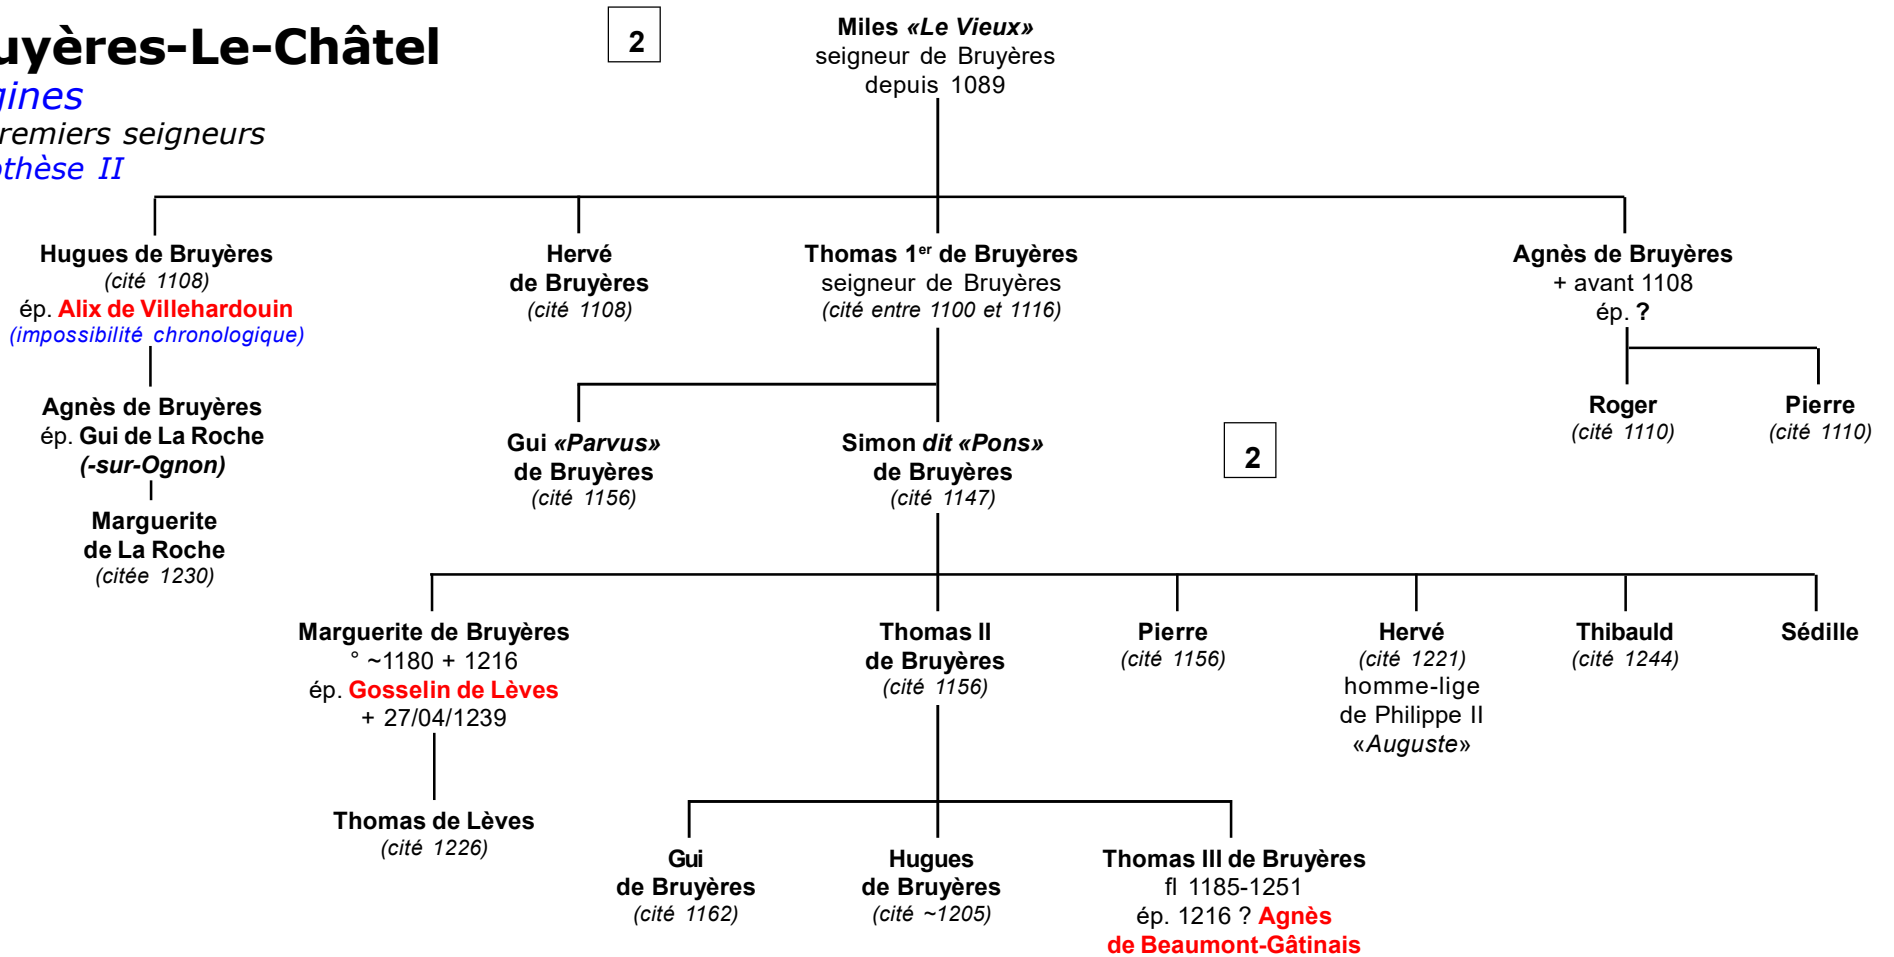 uyères-Le-Châtel
gines
remiers seigneurs
othèse II
2
Miles «Le Vieux»
seigneur de Bruyères
depuis 1089
Hugues de Bruyères
(cité 1108)
ép. Alix de Villehardouin
(impossibilité chronologique)
Hervé
de Bruyères
(cité 1108)
Thomas 1er de Bruyères
seigneur de Bruyères
(cité entre 1100 et 1116)
Agnès de Bruyères
+ avant 1108
ép. ?
Agnès de Bruyères
ép. Gui de La Roche
(-sur-Ognon)
Gui «Parvus»
de Bruyères
(cité 1156)
Simon dit «Pons»
de Bruyères
(cité 1147)
2
Roger
(cité 1110)
Pierre
(cité 1110)
Marguerite
de La Roche
(citée 1230)
Marguerite de Bruyères
° ~1180 + 1216
ép. Gosselin de Lèves
+ 27/04/1239
Thomas II
de Bruyères
(cité 1156)
Pierre
(cité 1156)
Hervé
(cité 1221)
homme-lige
de Philippe II
«Auguste»
Thibauld
(cité 1244)
Sédille
Thomas de Lèves
(cité 1226)
Gui
de Bruyères
(cité 1162)
Hugues
de Bruyères
(cité ~1205)
Thomas III de Bruyères
fl 1185-1251
ép. 1216 ? Agnès
de Beaumont-Gâtinais